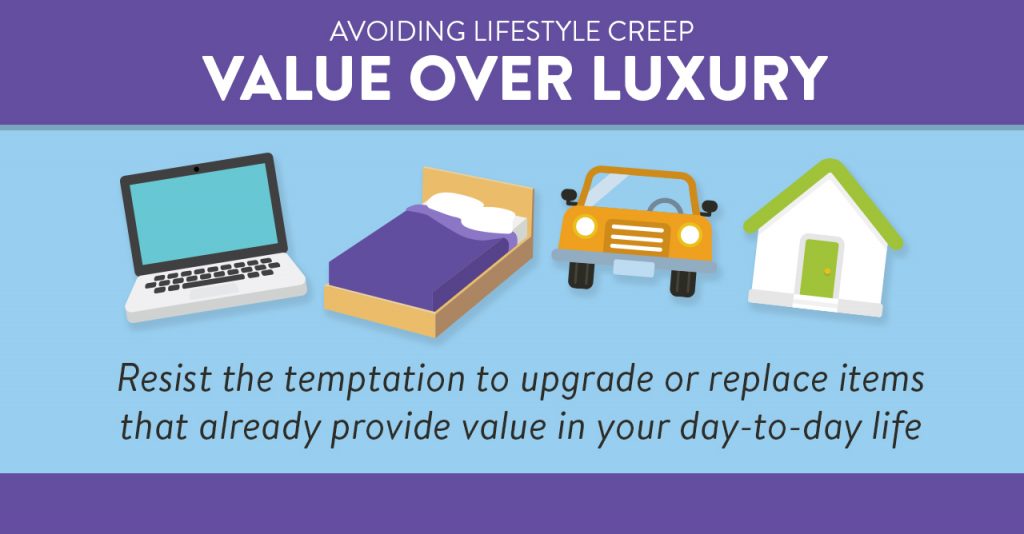 AVOIDING LIFESTYLE CREEP
VALUE OVER LUXURY
Resist the temptation to upgrade or replace items
that already provide value in your day-to-day life